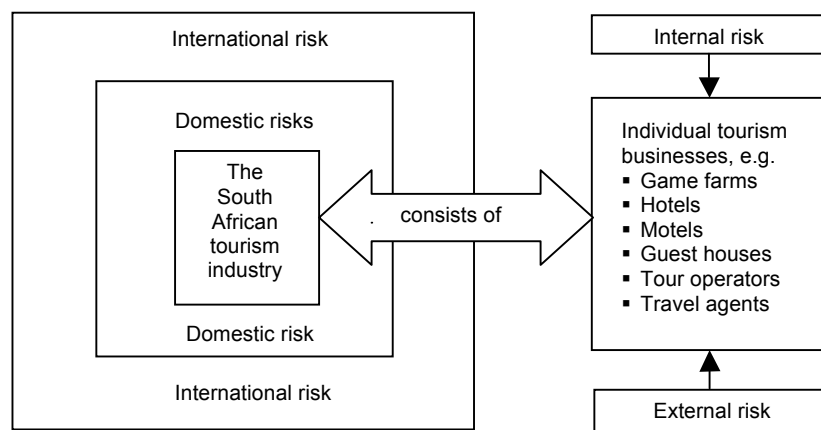 International risk
Domestic risks
The
South
African
tourism
industry
Domestic risk
International risk
. consists of
Internal risk
Individual tourism
businesses, e.g.
▪ Game farms
▪ Hotels
▪ Motels
▪ Guest houses
▪ Tour operators
▪ Travel agents
External risk